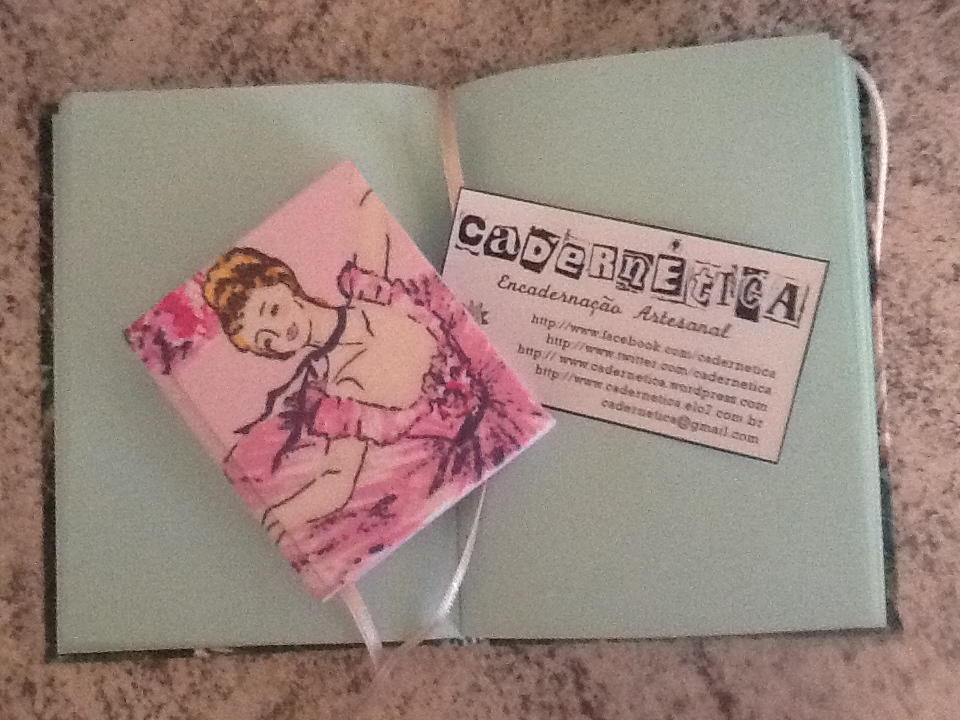 CADERNÉTICA
Encadernação Artesanal
http://www.facebook.com/cadernetica
http://www.twitter.com/cadernetica
http:// www.cadernetica.wordpress.com
http://www.cadernetica.elo7.com.br
cadernetica@gmail.com